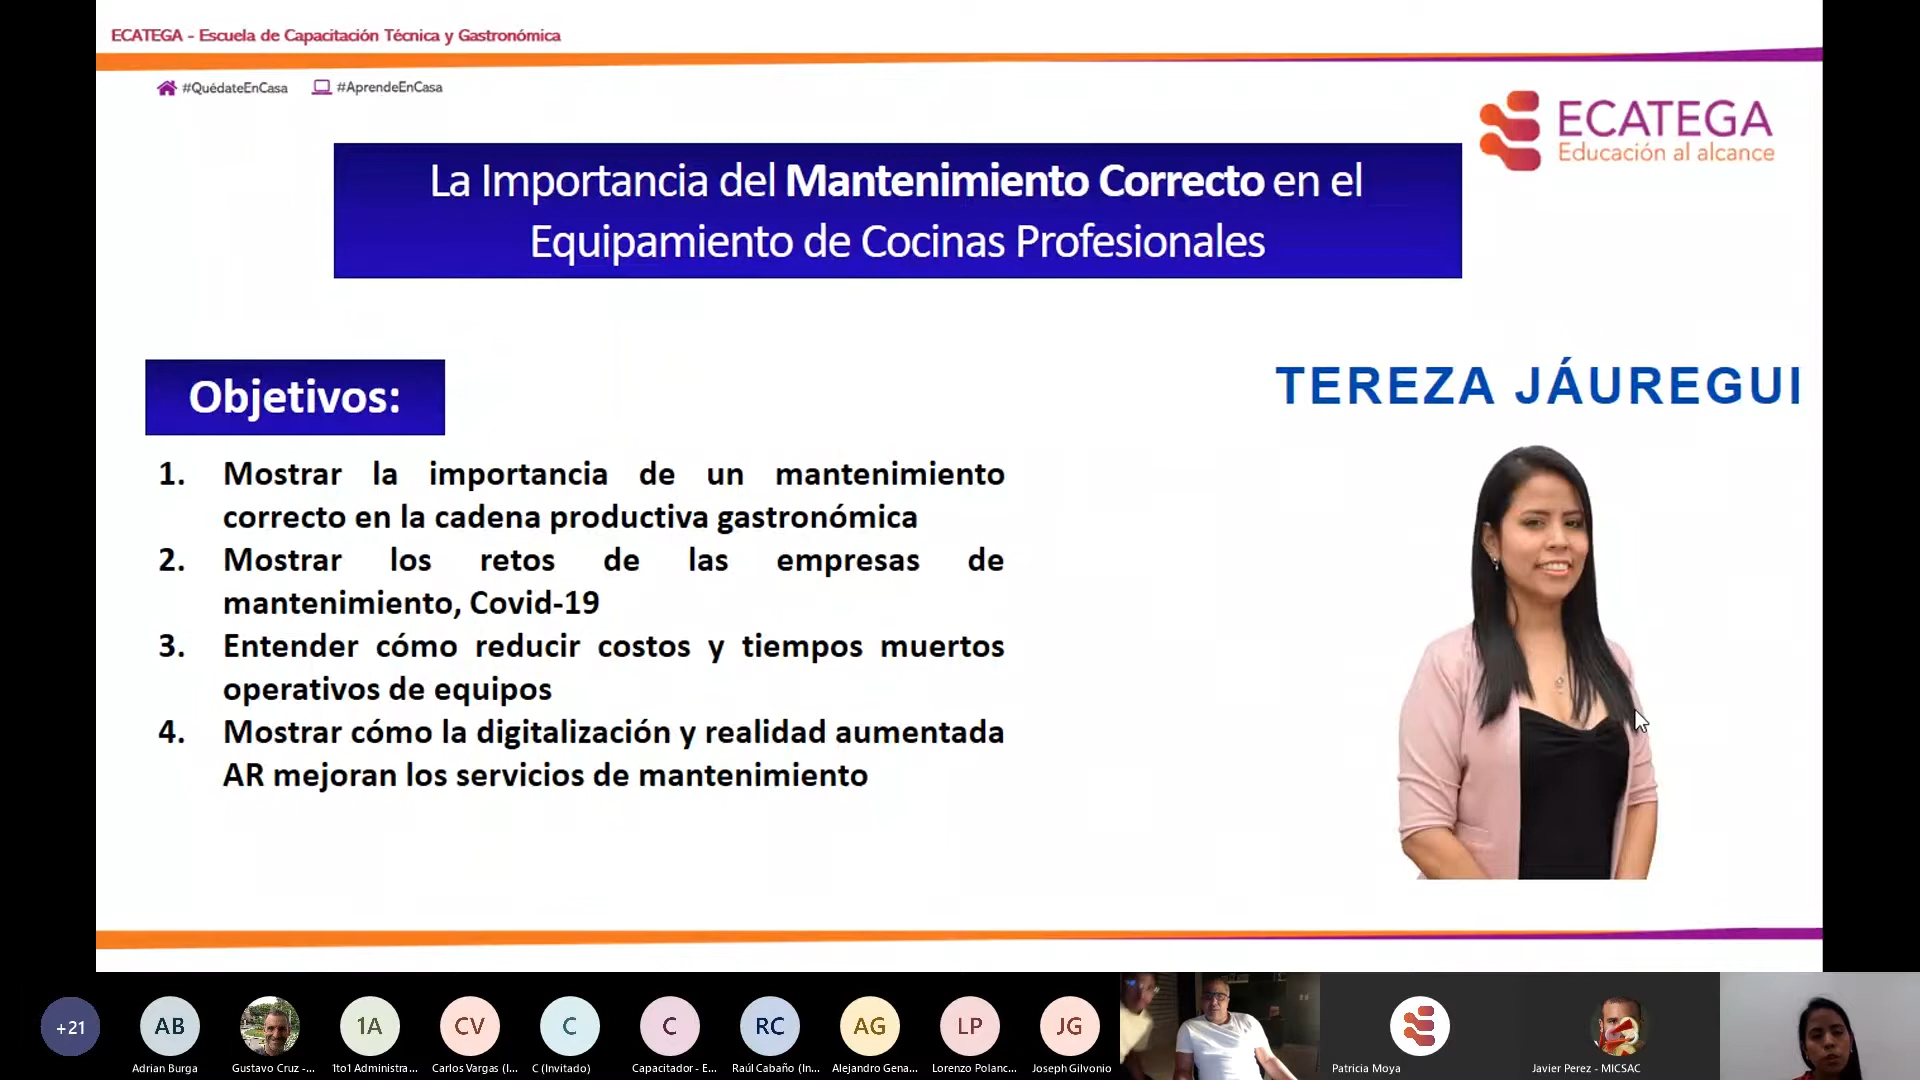 ECATEGA - Escuela de Capacitación Técnica y Gastronómica
#QuédateEnCasa #AprendeEnCasa
ECATEGA
Educación al alcance
La Importancia del Mantenimiento Correcto en el
Equipamiento de Cocinas Profesionales
Objetivos:
TEREZA JÁUREGUI
1. Mostrar la importancia de un mantenimiento
correcto en la cadena productiva gastronómica
2. Mostrar los retos de las empresas de
mantenimiento, Covid-19
3. Entender cómo reducir costos y tiempos muertos
operativos de equipos
4. Mostrar cómo la digitalización y realidad aumentada
AR mejoran los servicios de mantenimiento
+21 AB 1A CV C C RC AG LP JG
Adrian Burga Gustavo Cruz -... 1to1 Administra... Carlos Vargas (I... C (Invitado) Capacitador - E... Raúl Cabaño (In... Alejandro Gena... Lorenzo Polanc... Joseph Gilvonio Patricia Moya Javier Perez - MICSAC